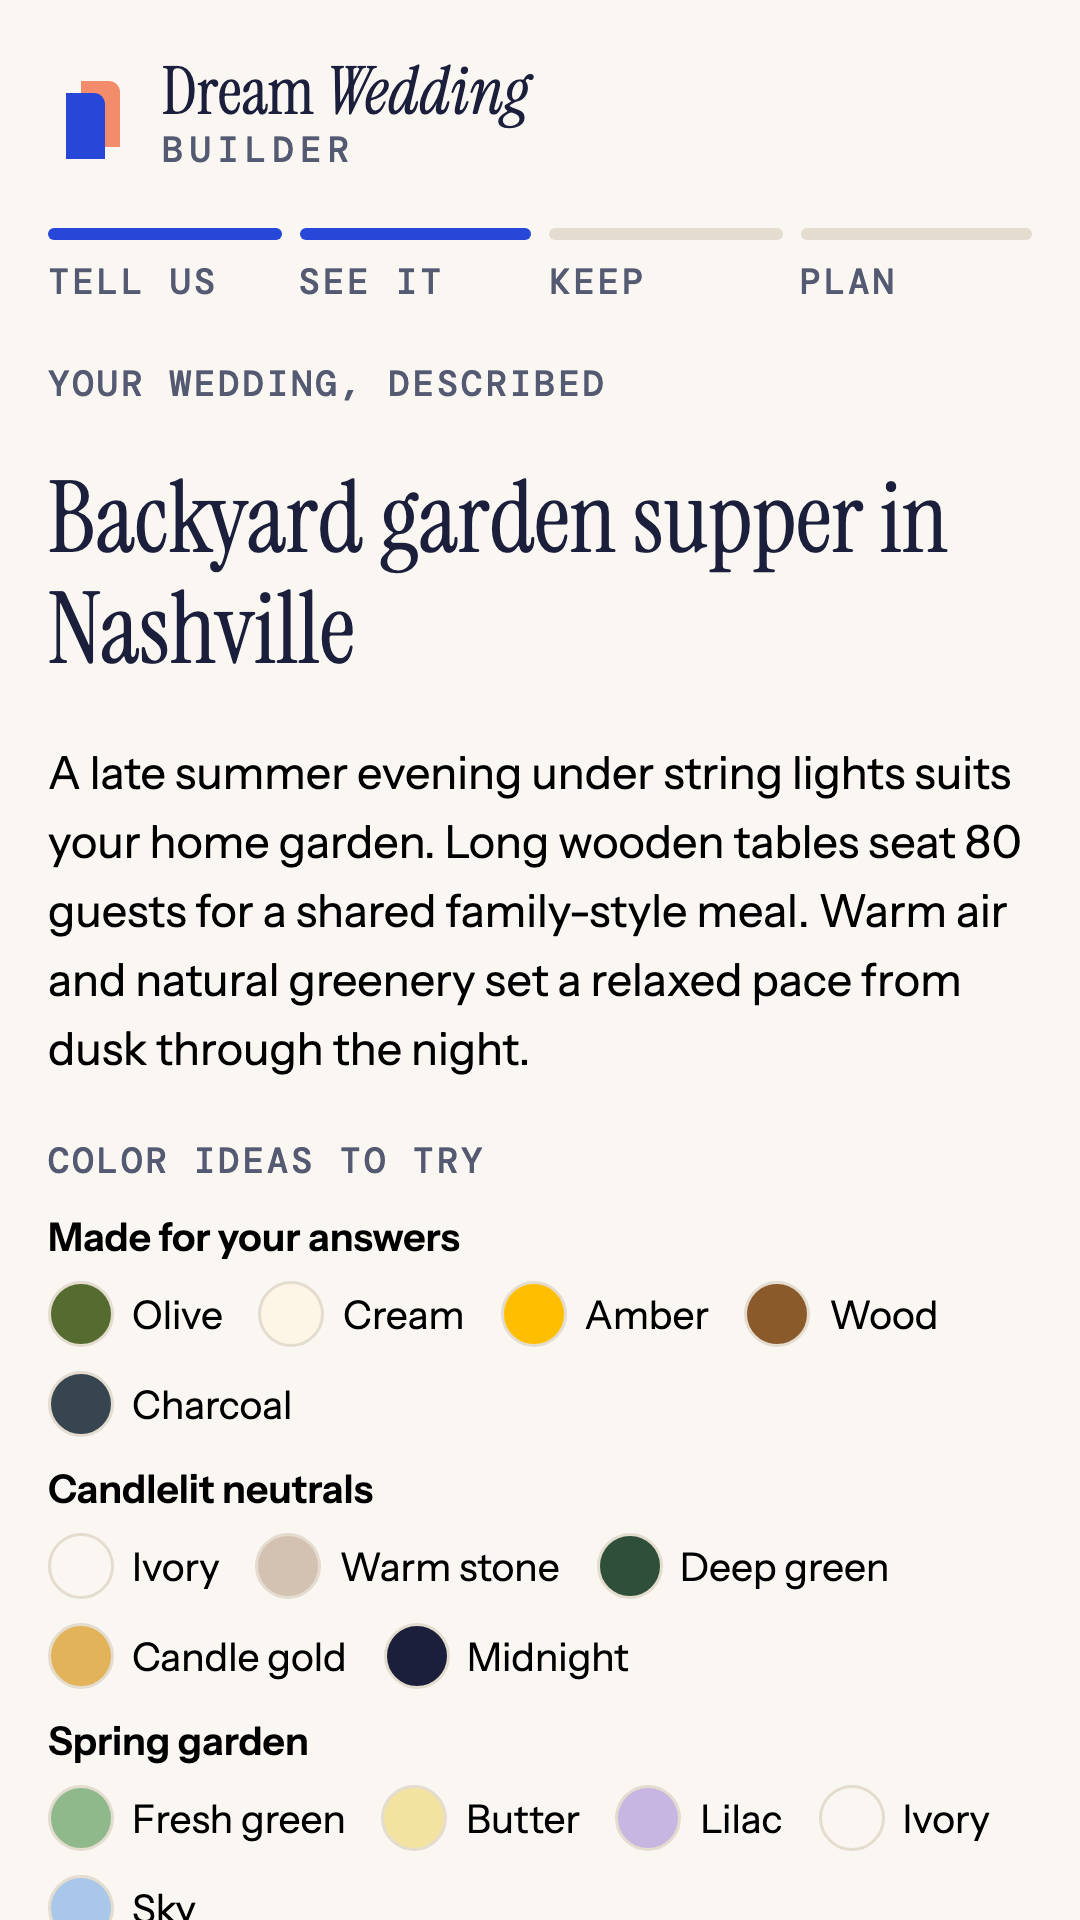 Dream Wedding
BUILDER
TELL US SEE IT KEEP PLAN
YOUR WEDDING, DESCRIBED
Backyard garden supper in
Nashville
A late summer evening under string lights suits
your home garden. Long wooden tables seat 80
guests for a shared family-style meal. Warm air
and natural greenery set a relaxed pace from
dusk through the night.
COLOR IDEAS TO TRY
Made for your answers
Olive Cream Amber Wood
Charcoal
Candlelit neutrals
Ivory Warm stone Deep green
Candle gold Midnight
Spring garden
Fresh green Butter Lilac Ivory
Sky